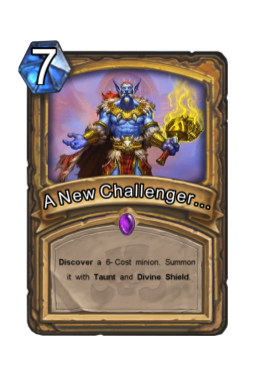 7
A New Challenger...
Discover a 6-Cost minion. Summon
it with Taunt and Divine Shield.